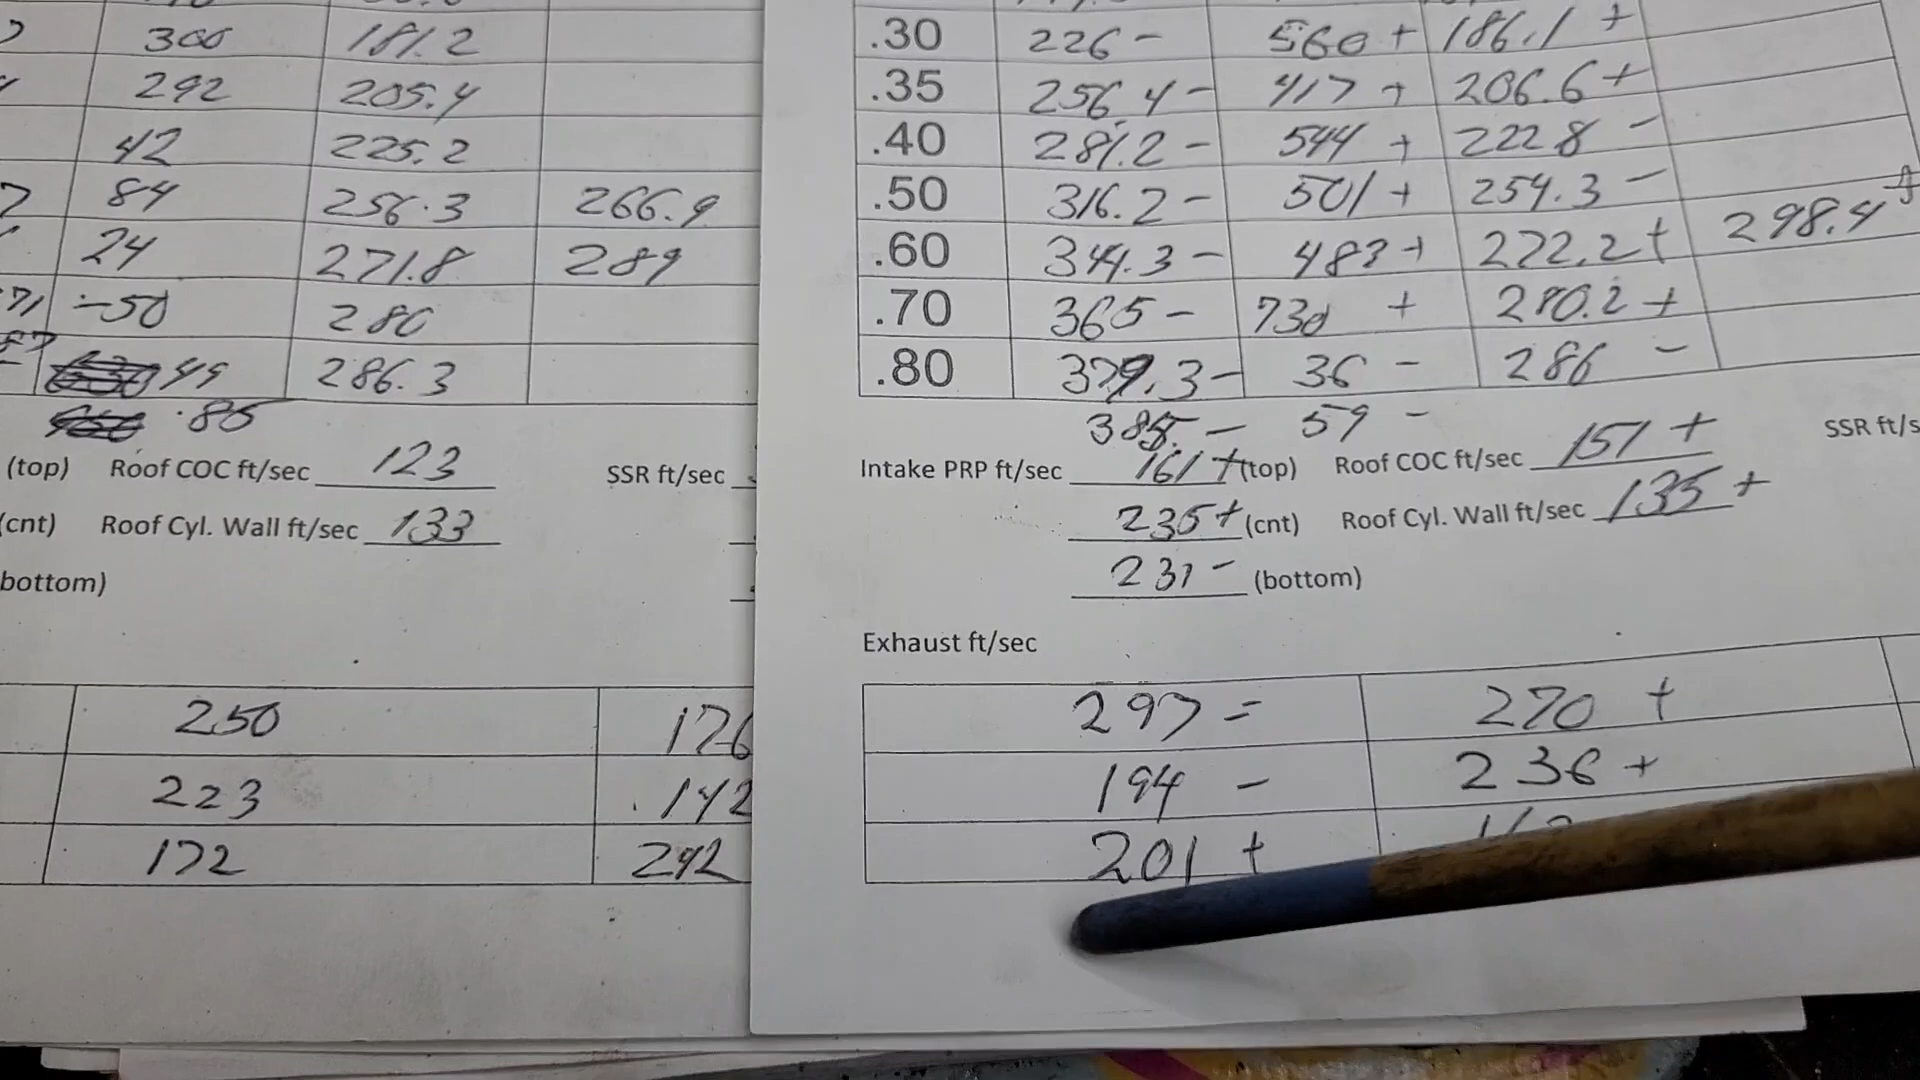 300 181.2
292 205.4
42 225.2
84 256.3 266.9
24 271.8 289
-50 280
49 286.3
.85
(top) Roof COC ft/sec 123 SSR ft/sec
(cnt) Roof Cyl. Wall ft/sec 133
bottom)
250 176
223 .142
172 242
.30 226 - 560 + 186.1 +
.35 256.4 - 417 + 206.6 +
.40 281.2 - 544 + 222.8 -
.50 316.2 - 501 + 254.3 -
.60 344.3 - 483 + 272.2 + 298.4 +
.70 365 - 730 + 280.2 +
.80 379.3 - 36 - 286 -
385. - 59 -
Intake PRP ft/sec 161 + (top) Roof COC ft/sec 151 + SSR ft/s
235 + (cnt) Roof Cyl. Wall ft/sec 135 +
231 - (bottom)
Exhaust ft/sec
297 = 270 +
194 - 236 +
201 +